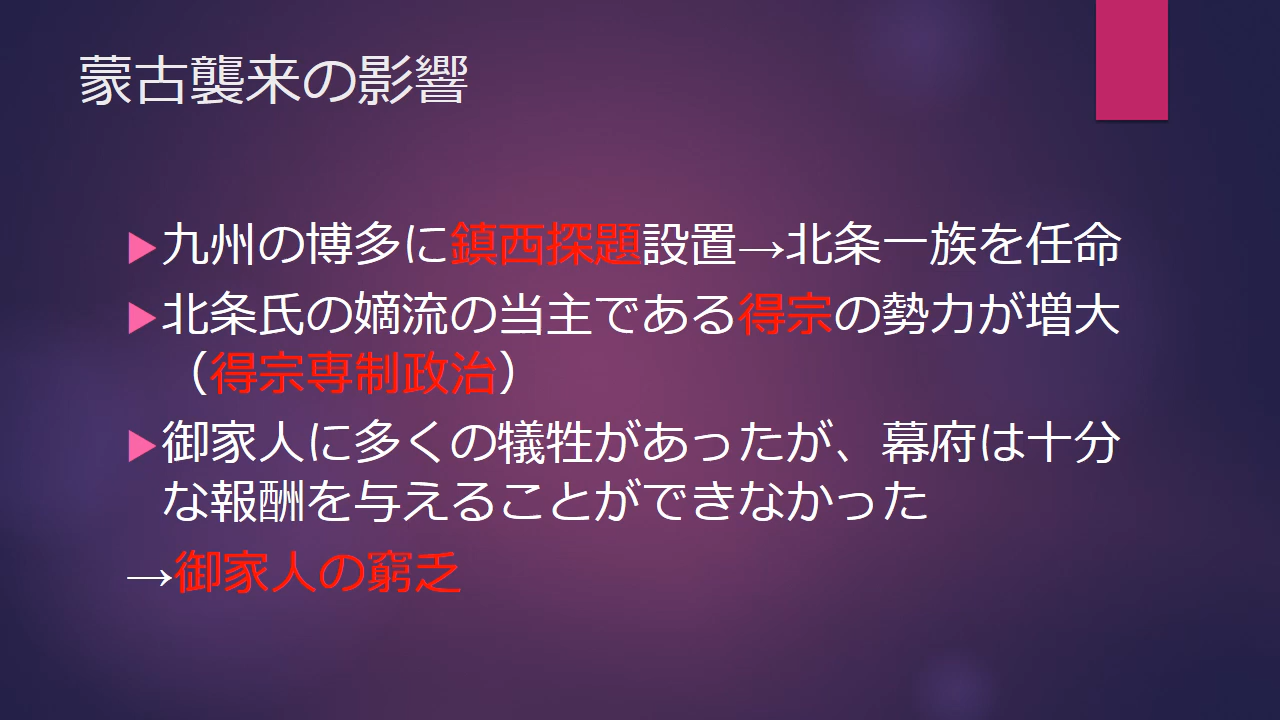 蒙古襲来の影響
九州の博多に鎮西探題設置→北条一族を任命
北条氏の嫡流の当主である得宗の勢力が増大
（得宗専制政治）
御家人に多くの犠牲があったが、幕府は十分
な報酬を与えることができなかった
→御家人の窮乏